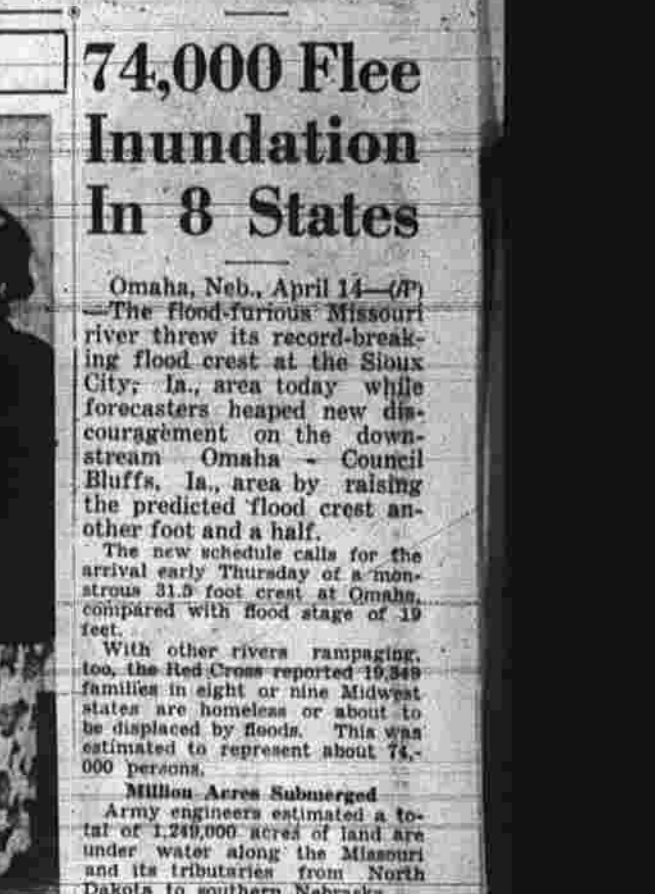 74,000 Flee
Inundation
In 8 States
Omaha, Neb., April 14—(AP)
—The flood-furious Missouri
river threw its record-break-
ing flood crest at the Sioux
City, Ia., area today while
forecasters heaped new dis-
couragement on the down-
stream Omaha - Council
Bluffs, Ia., area by raising
the predicted flood crest an-
other foot and a half.
The new schedule calls for the
arrival early Thursday of a mon-
strous 31.5 foot crest at Omaha,
compared with flood stage of 19
feet.
With other rivers rampaging,
too, the Red Cross reported 19,349
families in eight or nine Midwest
states are homeless or about to
be displaced by floods. This was
estimated to represent about 74,-
000 persons.
Million Acres Submerged
Army engineers estimated a to-
tal of 1,249,000 acres of land are
under water along the Missouri
and its tributaries from North
Dakota to southern Nebraska